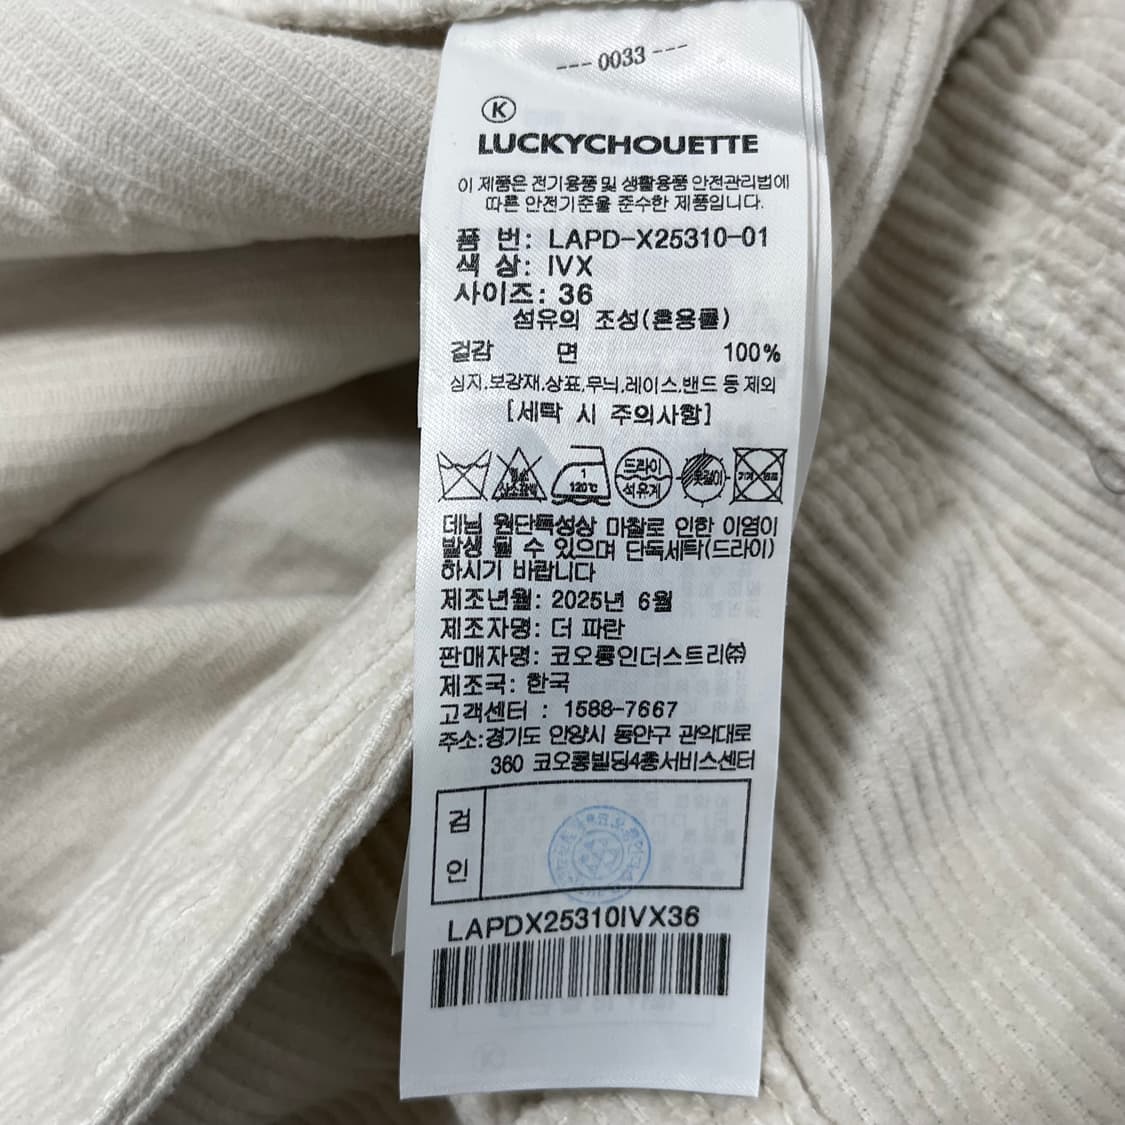 --- 0033 ---
K
LUCKYCHOUETTE
이 제품은 전기용품 및 생활용품 안전관리법에
따른 안전기준을 준수한 제품입니다.
품 번: LAPD-X25310-01
색 상: IVX
사이즈: 36
섬유의 조성(혼용률)
겉감 면 100%
심지,보강재,상표,무늬,레이스,밴드 등 제외
[세탁 시 주의사항]
1
120℃
드라이
석유계
옷걸이
데님 원단특성상 마찰로 인한 이염이
발생 될 수 있으며 단독세탁(드라이)
하시기 바랍니다
제조년월: 2025년 6월
제조자명: 더 파란
판매자명: 코오롱인더스트리㈜
제조국: 한국
고객센터 : 1588-7667
주소:경기도 안양시 동안구 관악대로
360 코오롱빌딩4층서비스센터
검
인
LAPDX25310IVX36